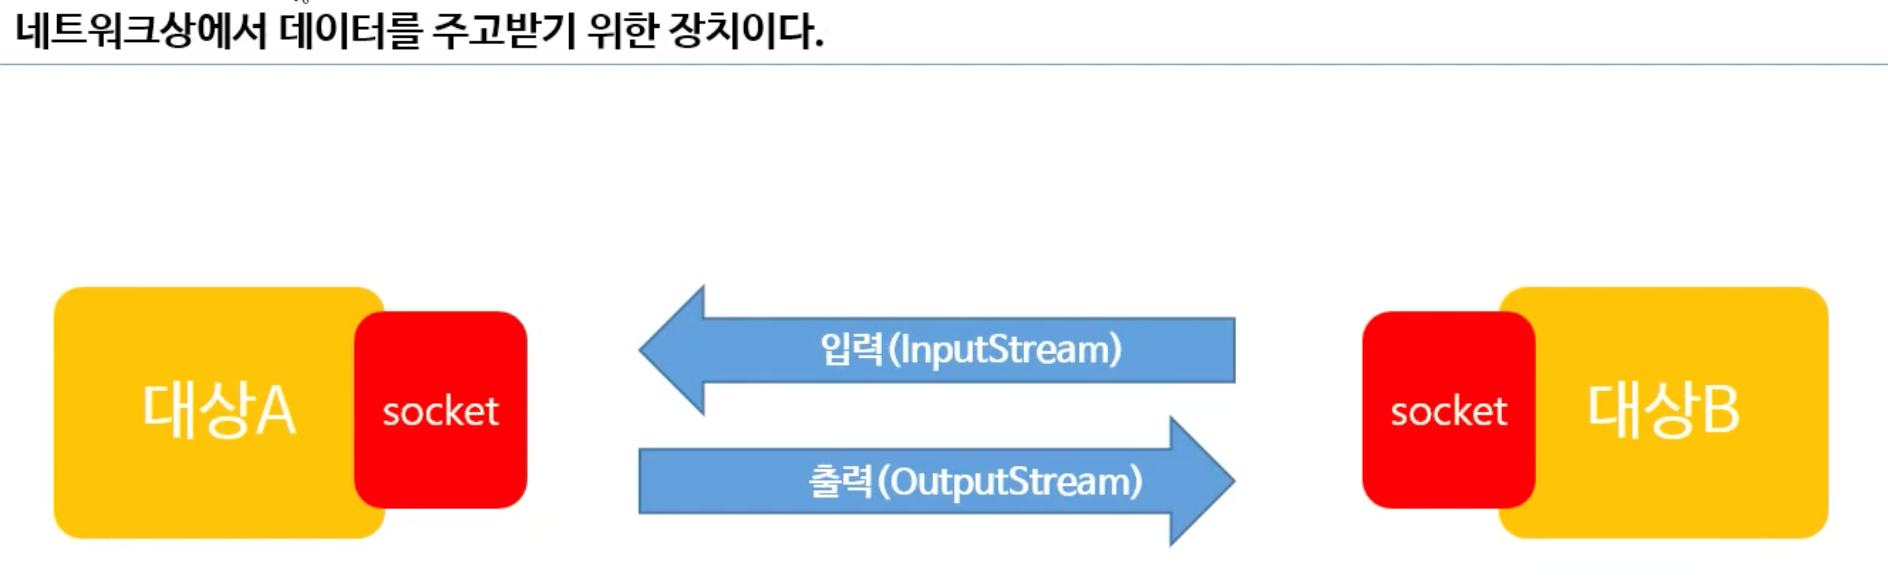 네트워크상에서 데이터를 주고받기 위한 장치이다.
입력(InputStream)
대상A
socket
socket
대상B
출력(OutputStream)